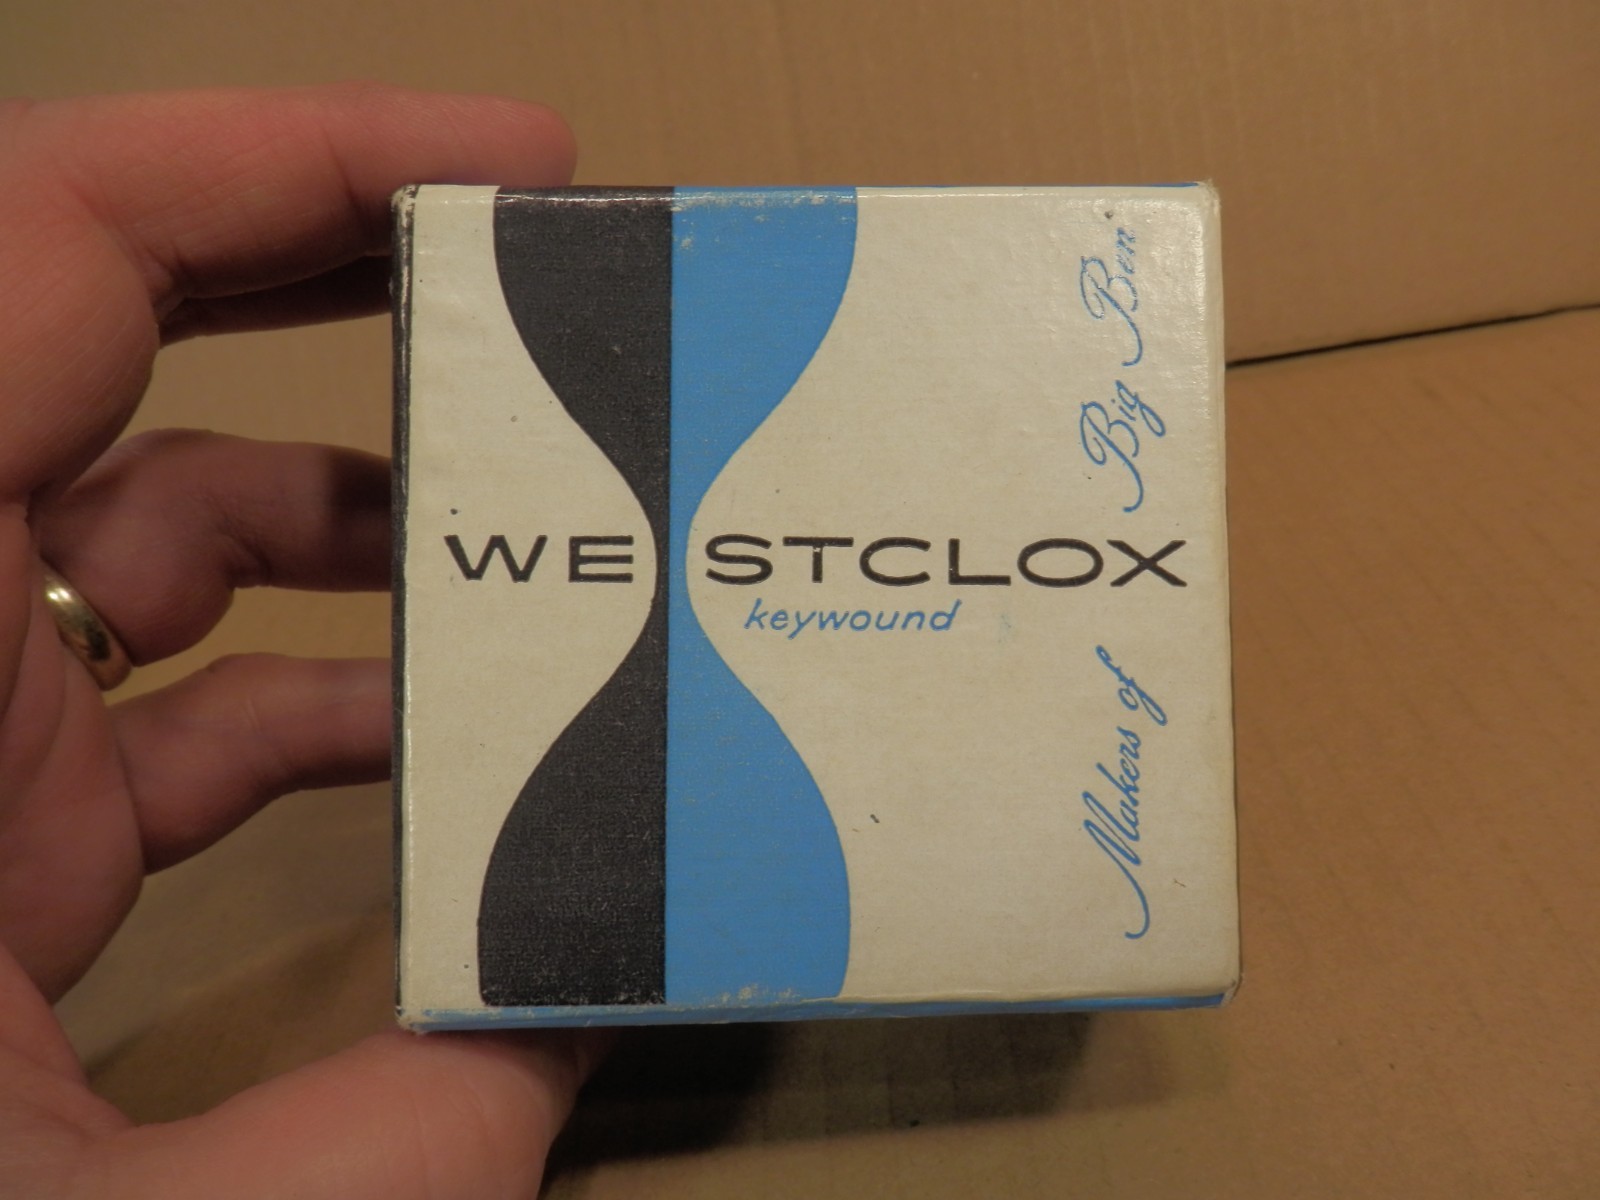 WESTCLOX
keywound
Makers of Big Ben